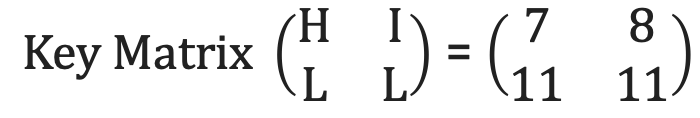 Key Matrix (H I
L L) = (7 8
11 11)